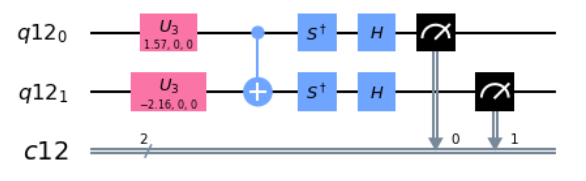 q12₀ U₃ 1.57, 0, 0 S† H
q12₁ U₃ −2.16, 0, 0 S† H
c12 2 0 1